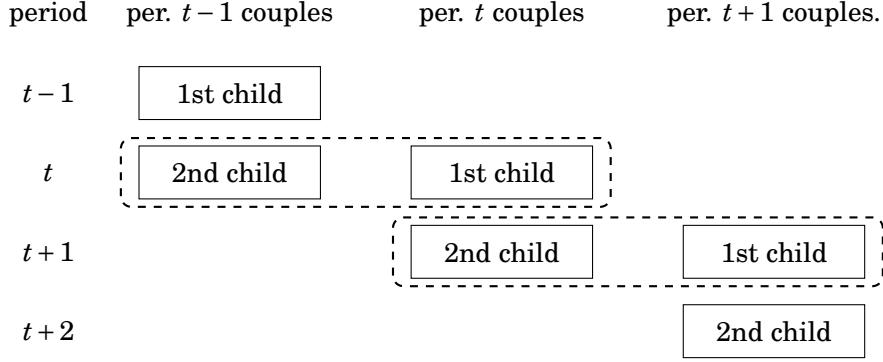 period per. t − 1 couples per. t couples per. t + 1 couples.
t − 1 1st child
t 2nd child 1st child
t + 1 2nd child 1st child
t + 2 2nd child